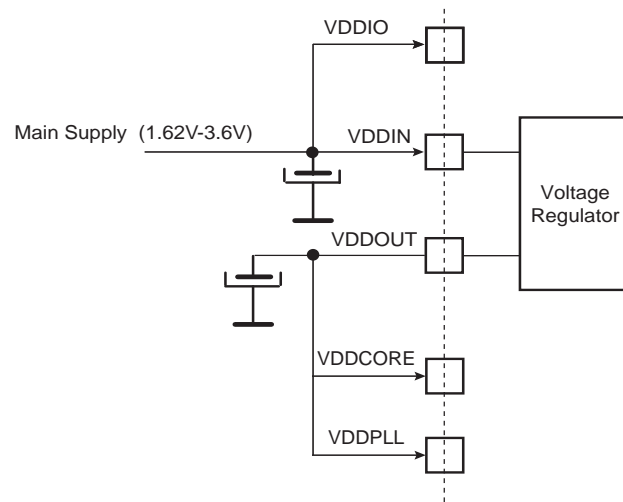 VDDIO
Main Supply (1.62V-3.6V)
VDDIN
Voltage
Regulator
VDDOUT
VDDCORE
VDDPLL